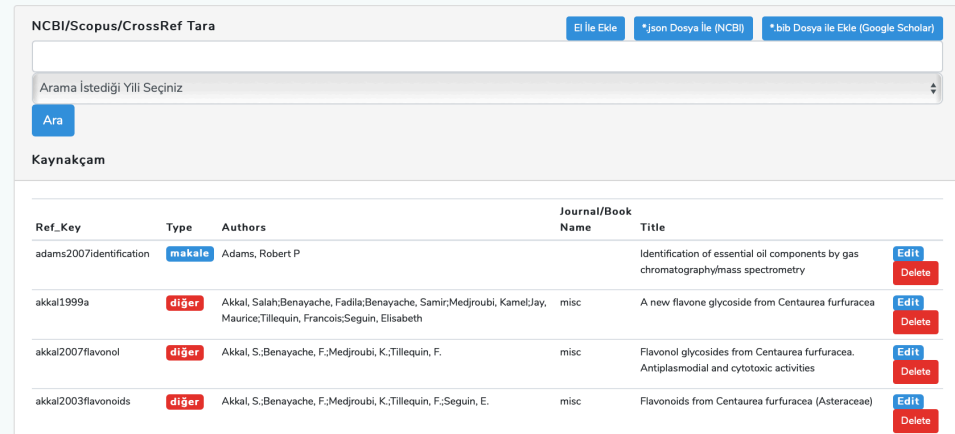 NCBI/Scopus/CrossRef Tara
El İle Ekle
*.json Dosya İle (NCBI)
*.bib Dosya ile Ekle (Google Scholar)
Arama İstediği Yili Seçiniz
Ara
Kaynakçam
Ref_Key Type Authors Journal/Book Name Title
adams2007identification makale Adams, Robert P Identification of essential oil components by gas
chromatography/mass spectrometry
Edit
Delete
akkal1999a diğer Akkal, Salah;Benayache, Fadila;Benayache, Samir;Medjroubi, Kamel;Jay, misc A new flavone glycoside from Centaurea furfuracea
Maurice;Tillequin, Francois;Seguin, Elisabeth
Edit
Delete
akkal2007flavonol diğer Akkal, S.;Benayache, F.;Medjroubi, K.;Tillequin, F. misc Flavonol glycosides from Centaurea furfuracea.
Antiplasmodial and cytotoxic activities
Edit
Delete
akkal2003flavonoids diğer Akkal, S.;Benayache, F.;Medjroubi, K.;Tillequin, F.;Seguin, E. misc Flavonoids from Centaurea furfuracea (Asteraceae)
Edit
Delete